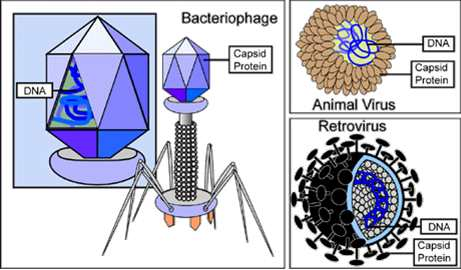 Bacteriophage
Capsid
Protein
DNA
DNA
Capsid
Protein
Animal Virus
Retrovirus
DNA
Capsid
Protein